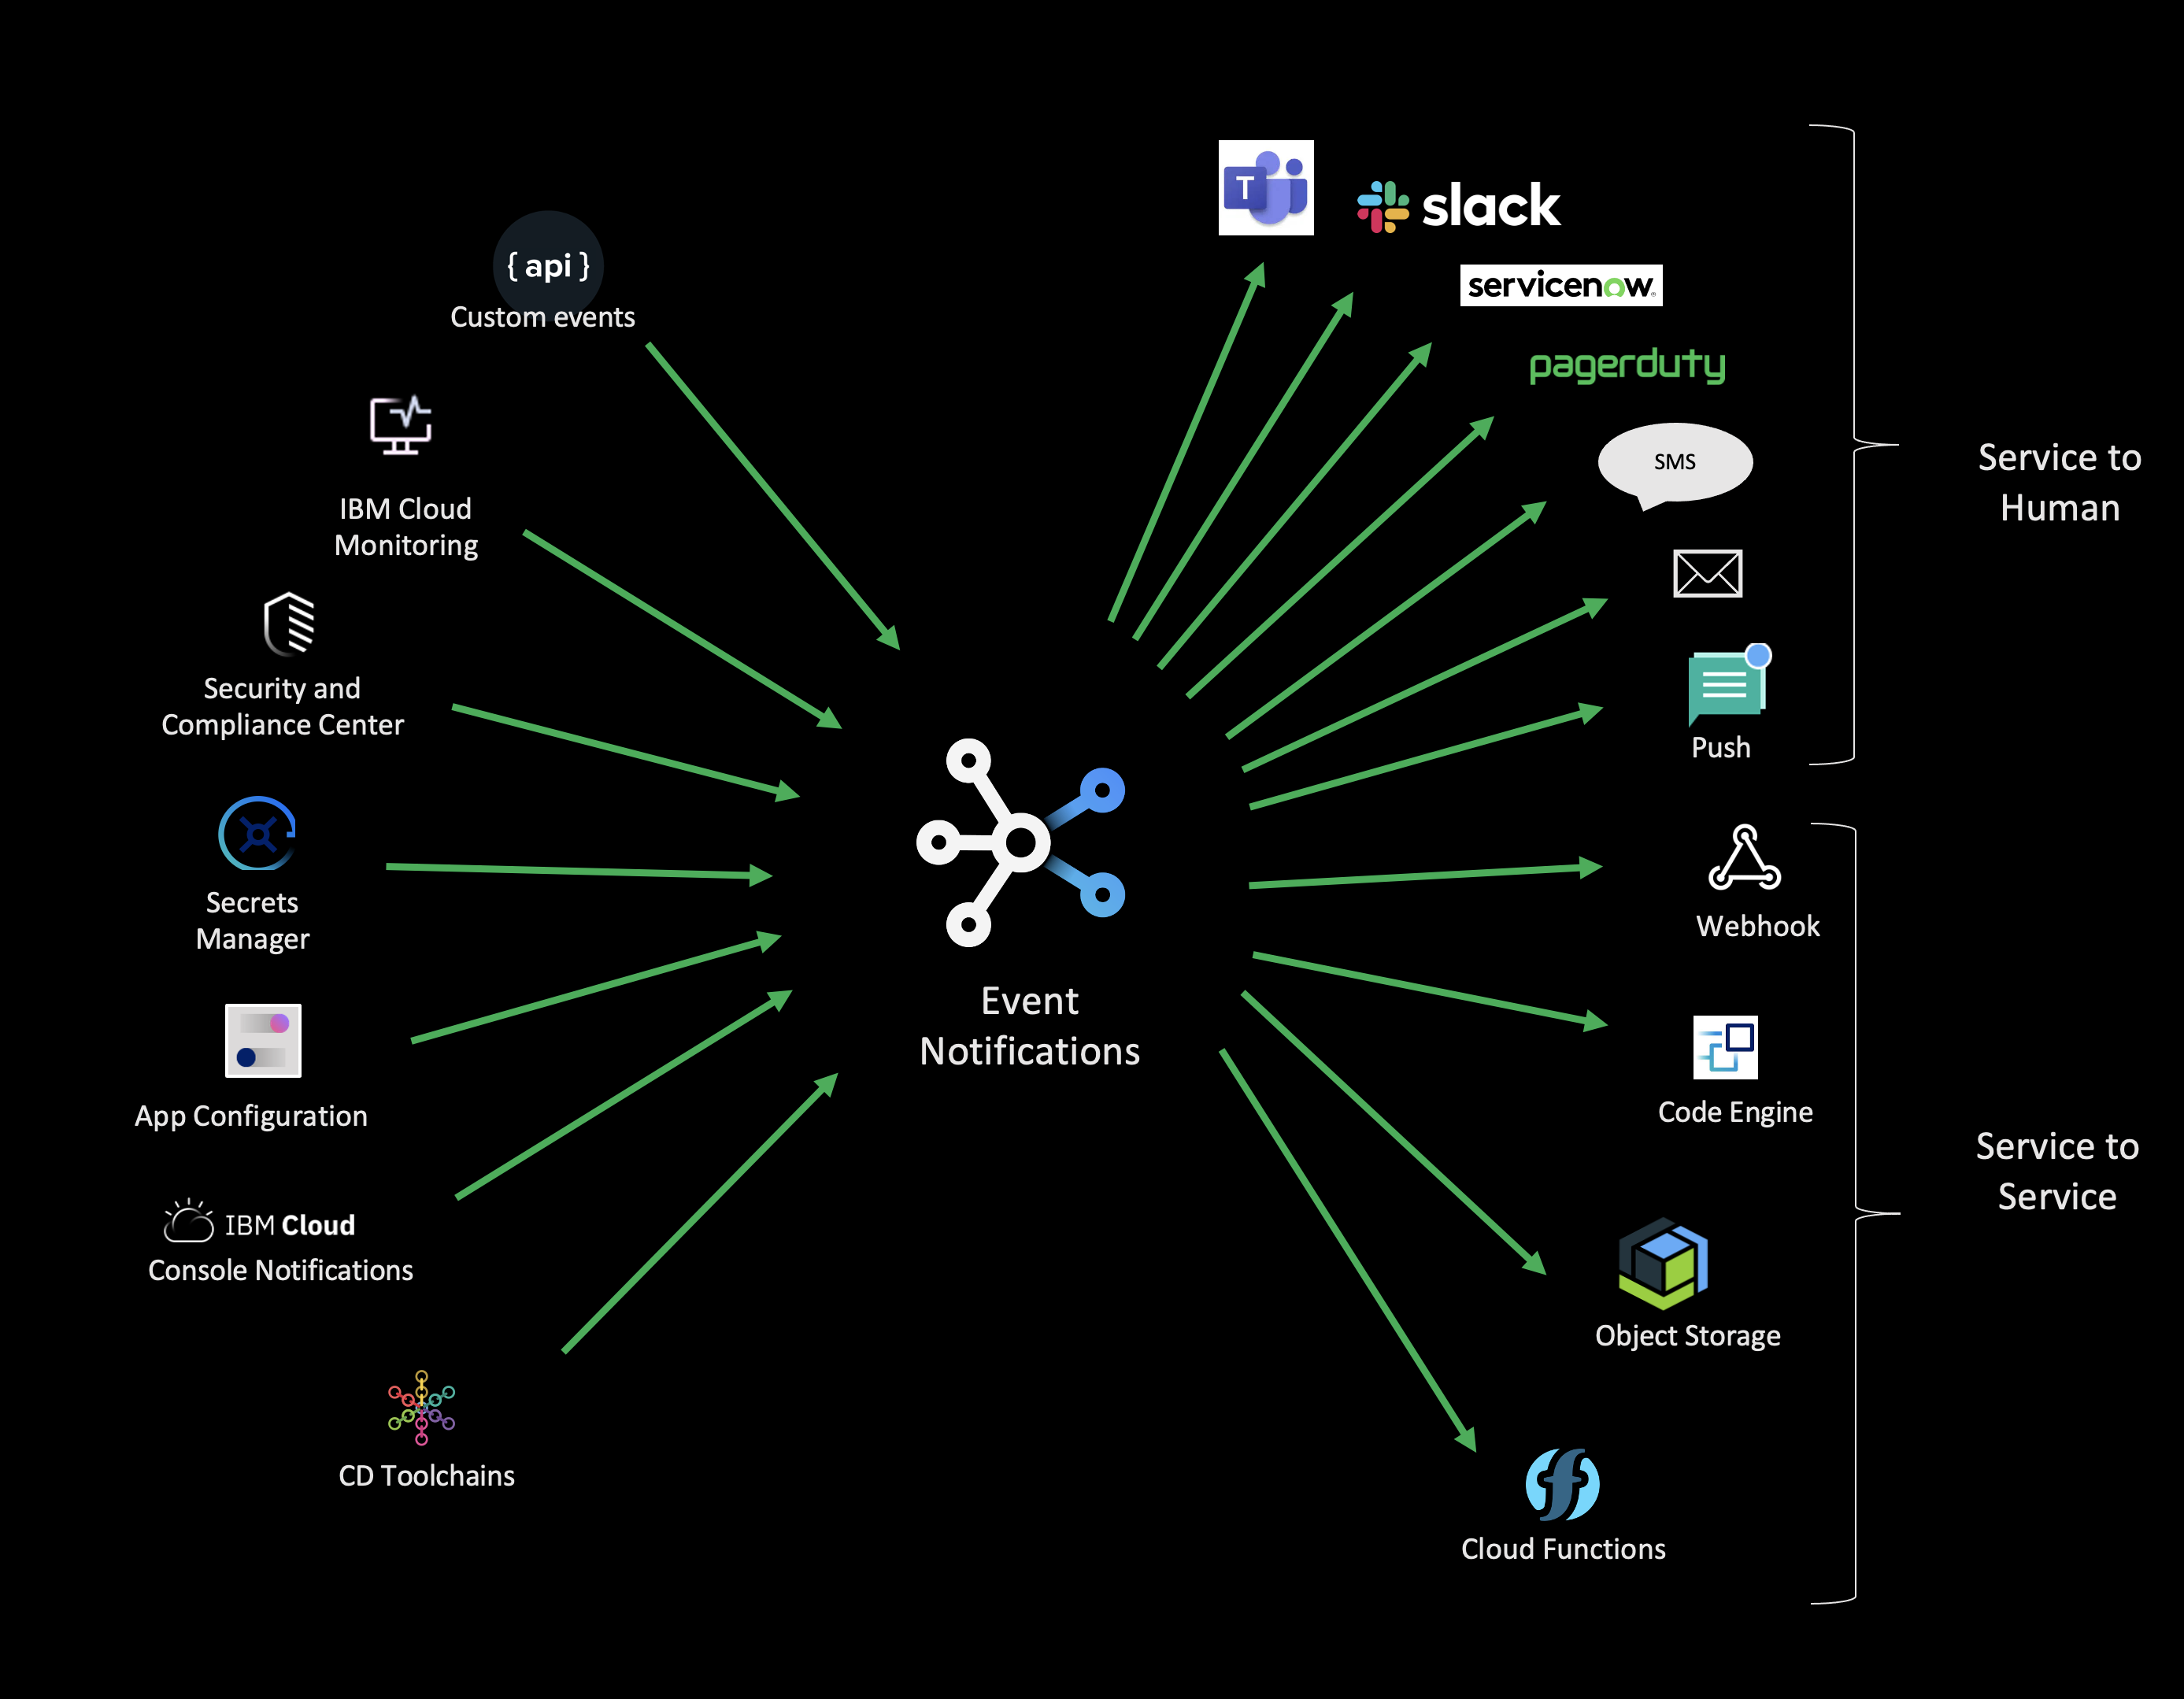 { api }
Custom events
IBM Cloud
Monitoring
Security and
Compliance Center
Secrets
Manager
App Configuration
IBM Cloud
Console Notifications
CD Toolchains
Event
Notifications
T
slack
servicenow
pagerduty
SMS
Push
Service to
Human
Webhook
Code Engine
Object Storage
Cloud Functions
Service to
Service